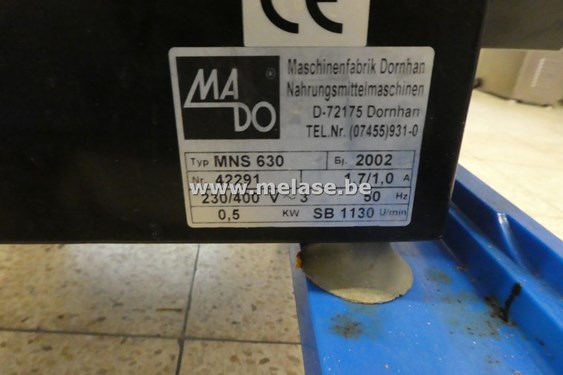 CE
MADO
®
Maschinenfabrik Dornhan
Nahrungsmittelmaschinen
D-72175 Dornhan
TEL.Nr. (07455)931-0
Typ MNS 630 Bj. 2002
Nr. 42291 1,7/1,0 A
www.melase.be
230/400 V ~ 3 50 Hz
0,5 KW SB 1130 U/min